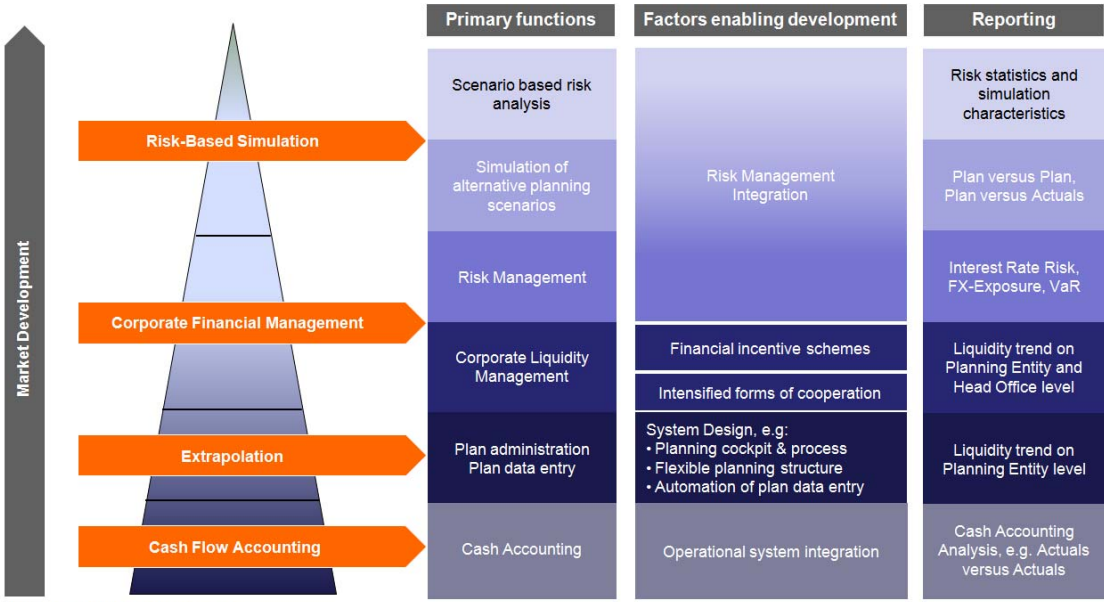 Market Development
Risk-Based Simulation
Corporate Financial Management
Extrapolation
Cash Flow Accounting
Primary functions
Scenario based risk
analysis
Simulation of
alternative planning
scenarios
Risk Management
Corporate Liquidity
Management
Plan administration
Plan data entry
Cash Accounting
Factors enabling development
Risk Management
Integration
Financial incentive schemes
Intensified forms of cooperation
System Design, e.g:
• Planning cockpit & process
• Flexible planning structure
• Automation of plan data entry
Operational system integration
Reporting
Risk statistics and
simulation
characteristics
Plan versus Plan,
Plan versus Actuals
Interest Rate Risk,
FX-Exposure, VaR
Liquidity trend on
Planning Entity and
Head Office level
Liquidity trend on
Planning Entity level
Cash Accounting
Analysis, e.g. Actuals
versus Actuals